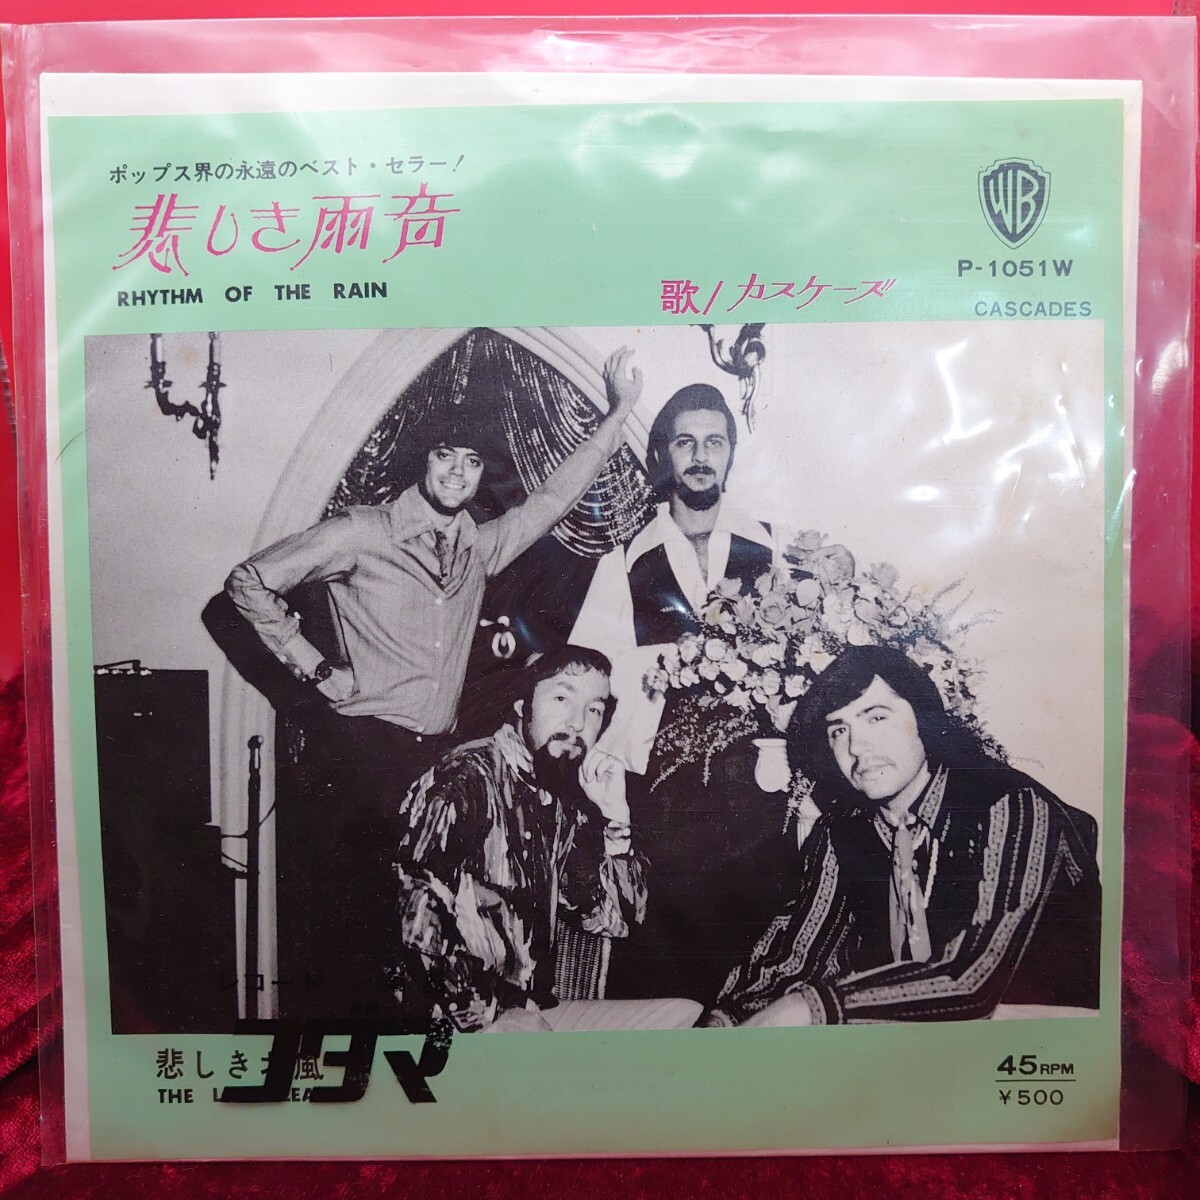 ポップス界の永遠のベスト・セラー!
悲しき雨音
RHYTHM OF THE RAIN
歌/カスケーズ
WB
P-1051W
CASCADES
レコード
コダマ
悲しき
THE
45RPM
¥500